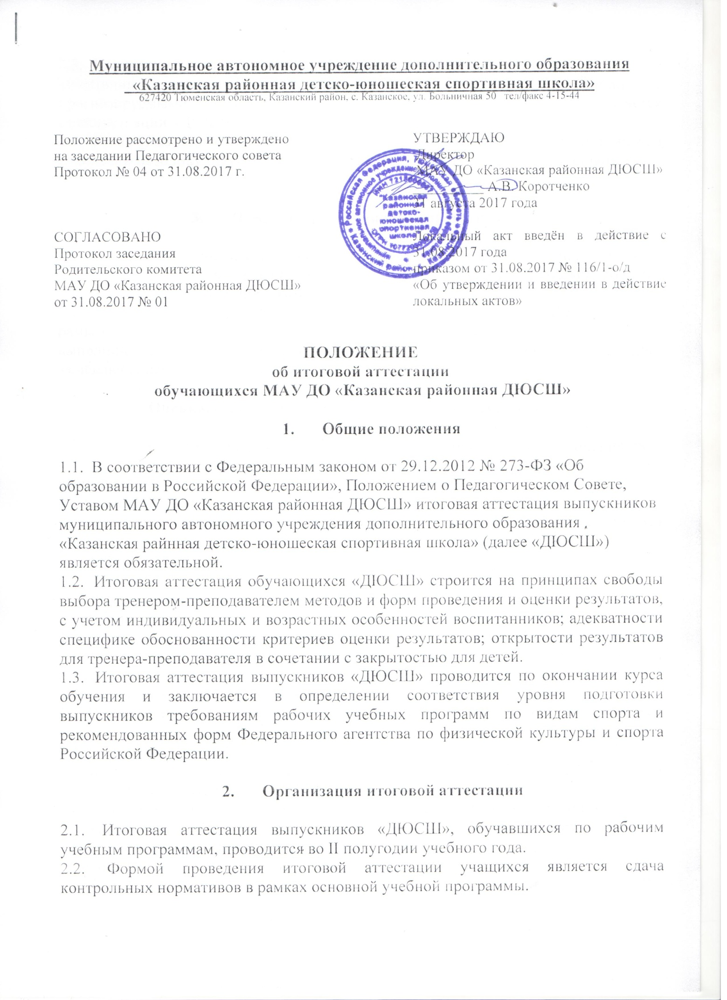 Муниципальное автономное учреждение дополнительного образования
«Казанская районная детско-юношеская спортивная школа»
627420 Тюменская область, Казанский район, с. Казанское, ул. Больничная 50 тел/факс 4-15-44
Положение рассмотрено и утверждено
на заседании Педагогического совета
Протокол № 04 от 31.08.2017 г.
СОГЛАСОВАНО
Протокол заседания
Родительского комитета
МАУ ДО «Казанская районная ДЮСШ»
от 31.08.2017 № 01
УТВЕРЖДАЮ
Директор
МАУ ДО «Казанская районная ДЮСШ»
А.В. Коротченко
31 августа 2017 года
Локальный акт введён в действие с
31.08.2017 года
приказом от 31.08.2017 № 116/1-о/д
«Об утверждении и введении в действие
локальных актов»
Российская Федерация, Тюменская область
Казанский район
"Казанская
районная
детско-
юношеская
спортивная
школа"
ПОЛОЖЕНИЕ
об итоговой аттестации
обучающихся МАУ ДО «Казанская районная ДЮСШ»
1. Общие положения
1.1. В соответствии с Федеральным законом от 29.12.2012 № 273-ФЗ «Об
образовании в Российской Федерации», Положением о Педагогическом Совете,
Уставом МАУ ДО «Казанская районная ДЮСШ» итоговая аттестация выпускников
муниципального автономного учреждения дополнительного образования
«Казанская райнная детско-юношеская спортивная школа» (далее «ДЮСШ»)
является обязательной.
1.2. Итоговая аттестация обучающихся «ДЮСШ» строится на принципах свободы
выбора тренером-преподавателем методов и форм проведения и оценки результатов,
с учетом индивидуальных и возрастных особенностей воспитанников; адекватности
специфике обоснованности критериев оценки результатов; открытости результатов
для тренера-преподавателя в сочетании с закрытостью для детей.
1.3. Итоговая аттестация выпускников «ДЮСШ» проводится по окончании курса
обучения и заключается в определении соответствия уровня подготовки
выпускников требованиям рабочих учебных программ по видам спорта и
рекомендованных форм Федерального агентства по физической культуры и спорта
Российской Федерации.
2. Организация итоговой аттестации
2.1. Итоговая аттестация выпускников «ДЮСШ», обучавшихся по рабочим
учебным программам, проводится во II полугодии учебного года.
2.2. Формой проведения итоговой аттестации учащихся является сдача
контрольных нормативов в рамках основной учебной программы.